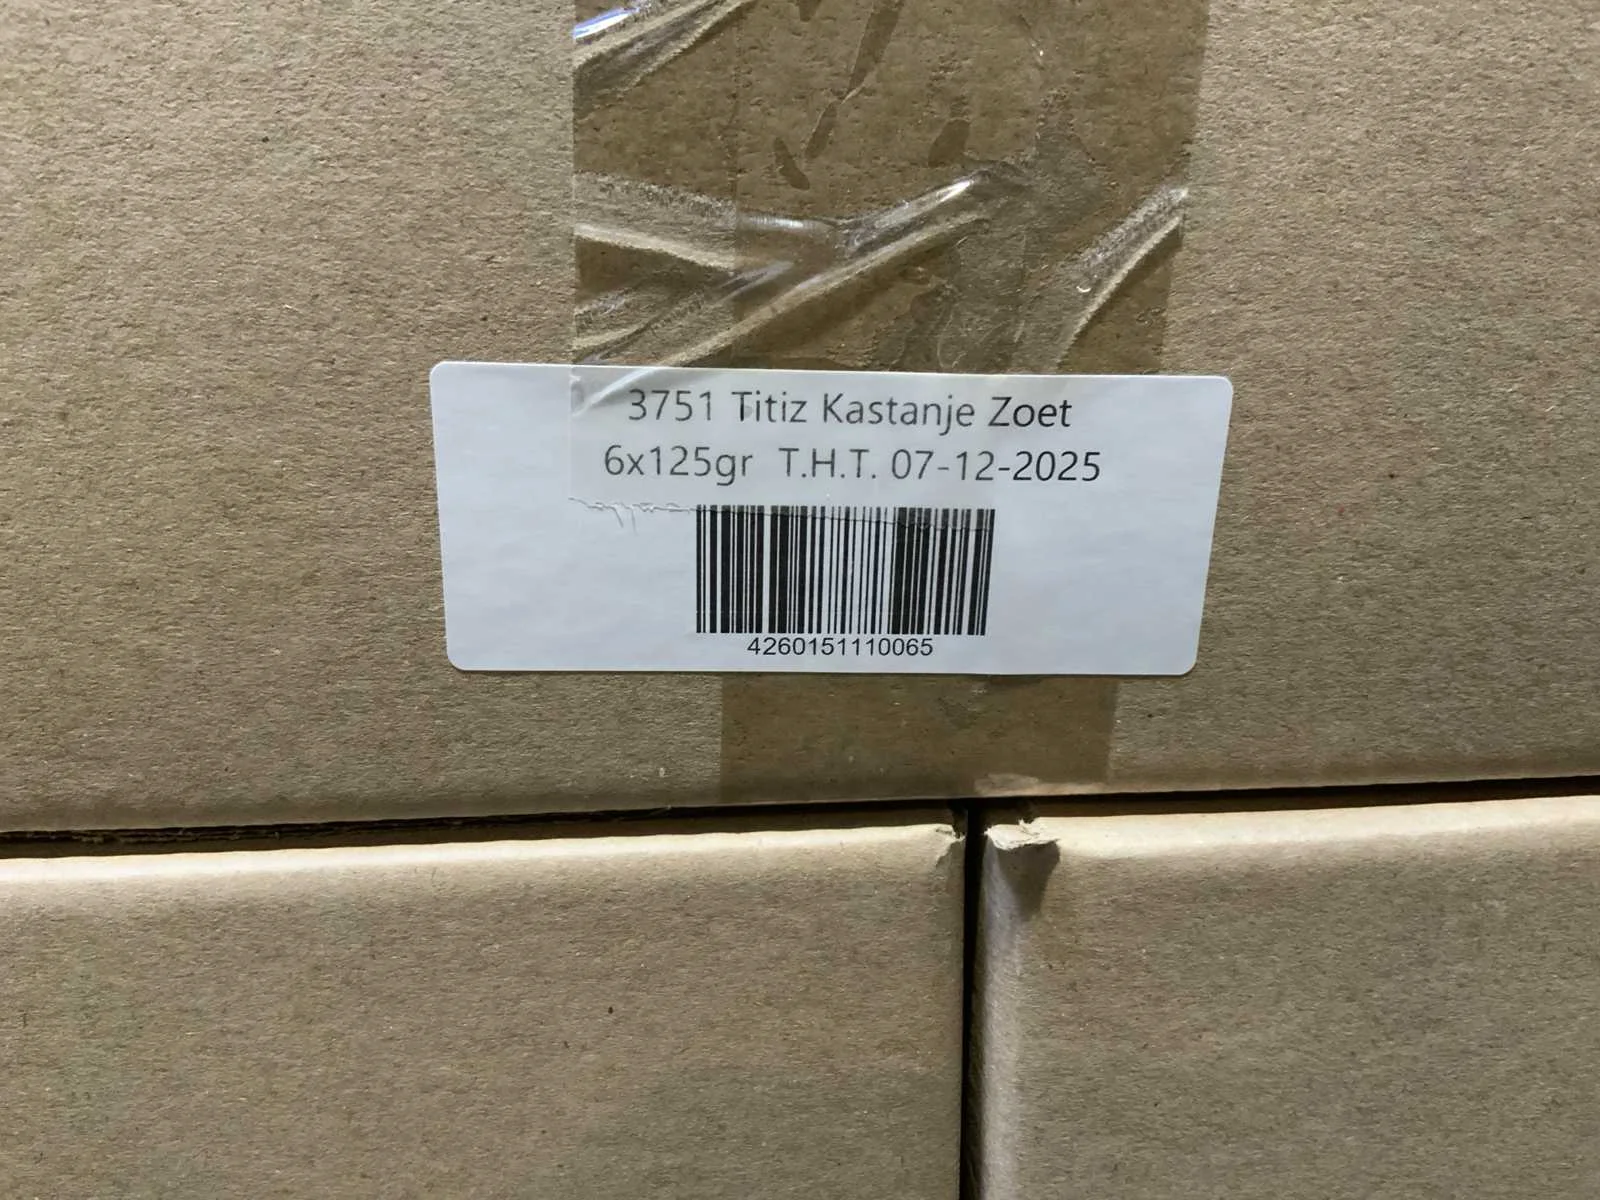 3751 Titiz Kastanje Zoet
6x125gr T.H.T. 07-12-2025
4260151110065